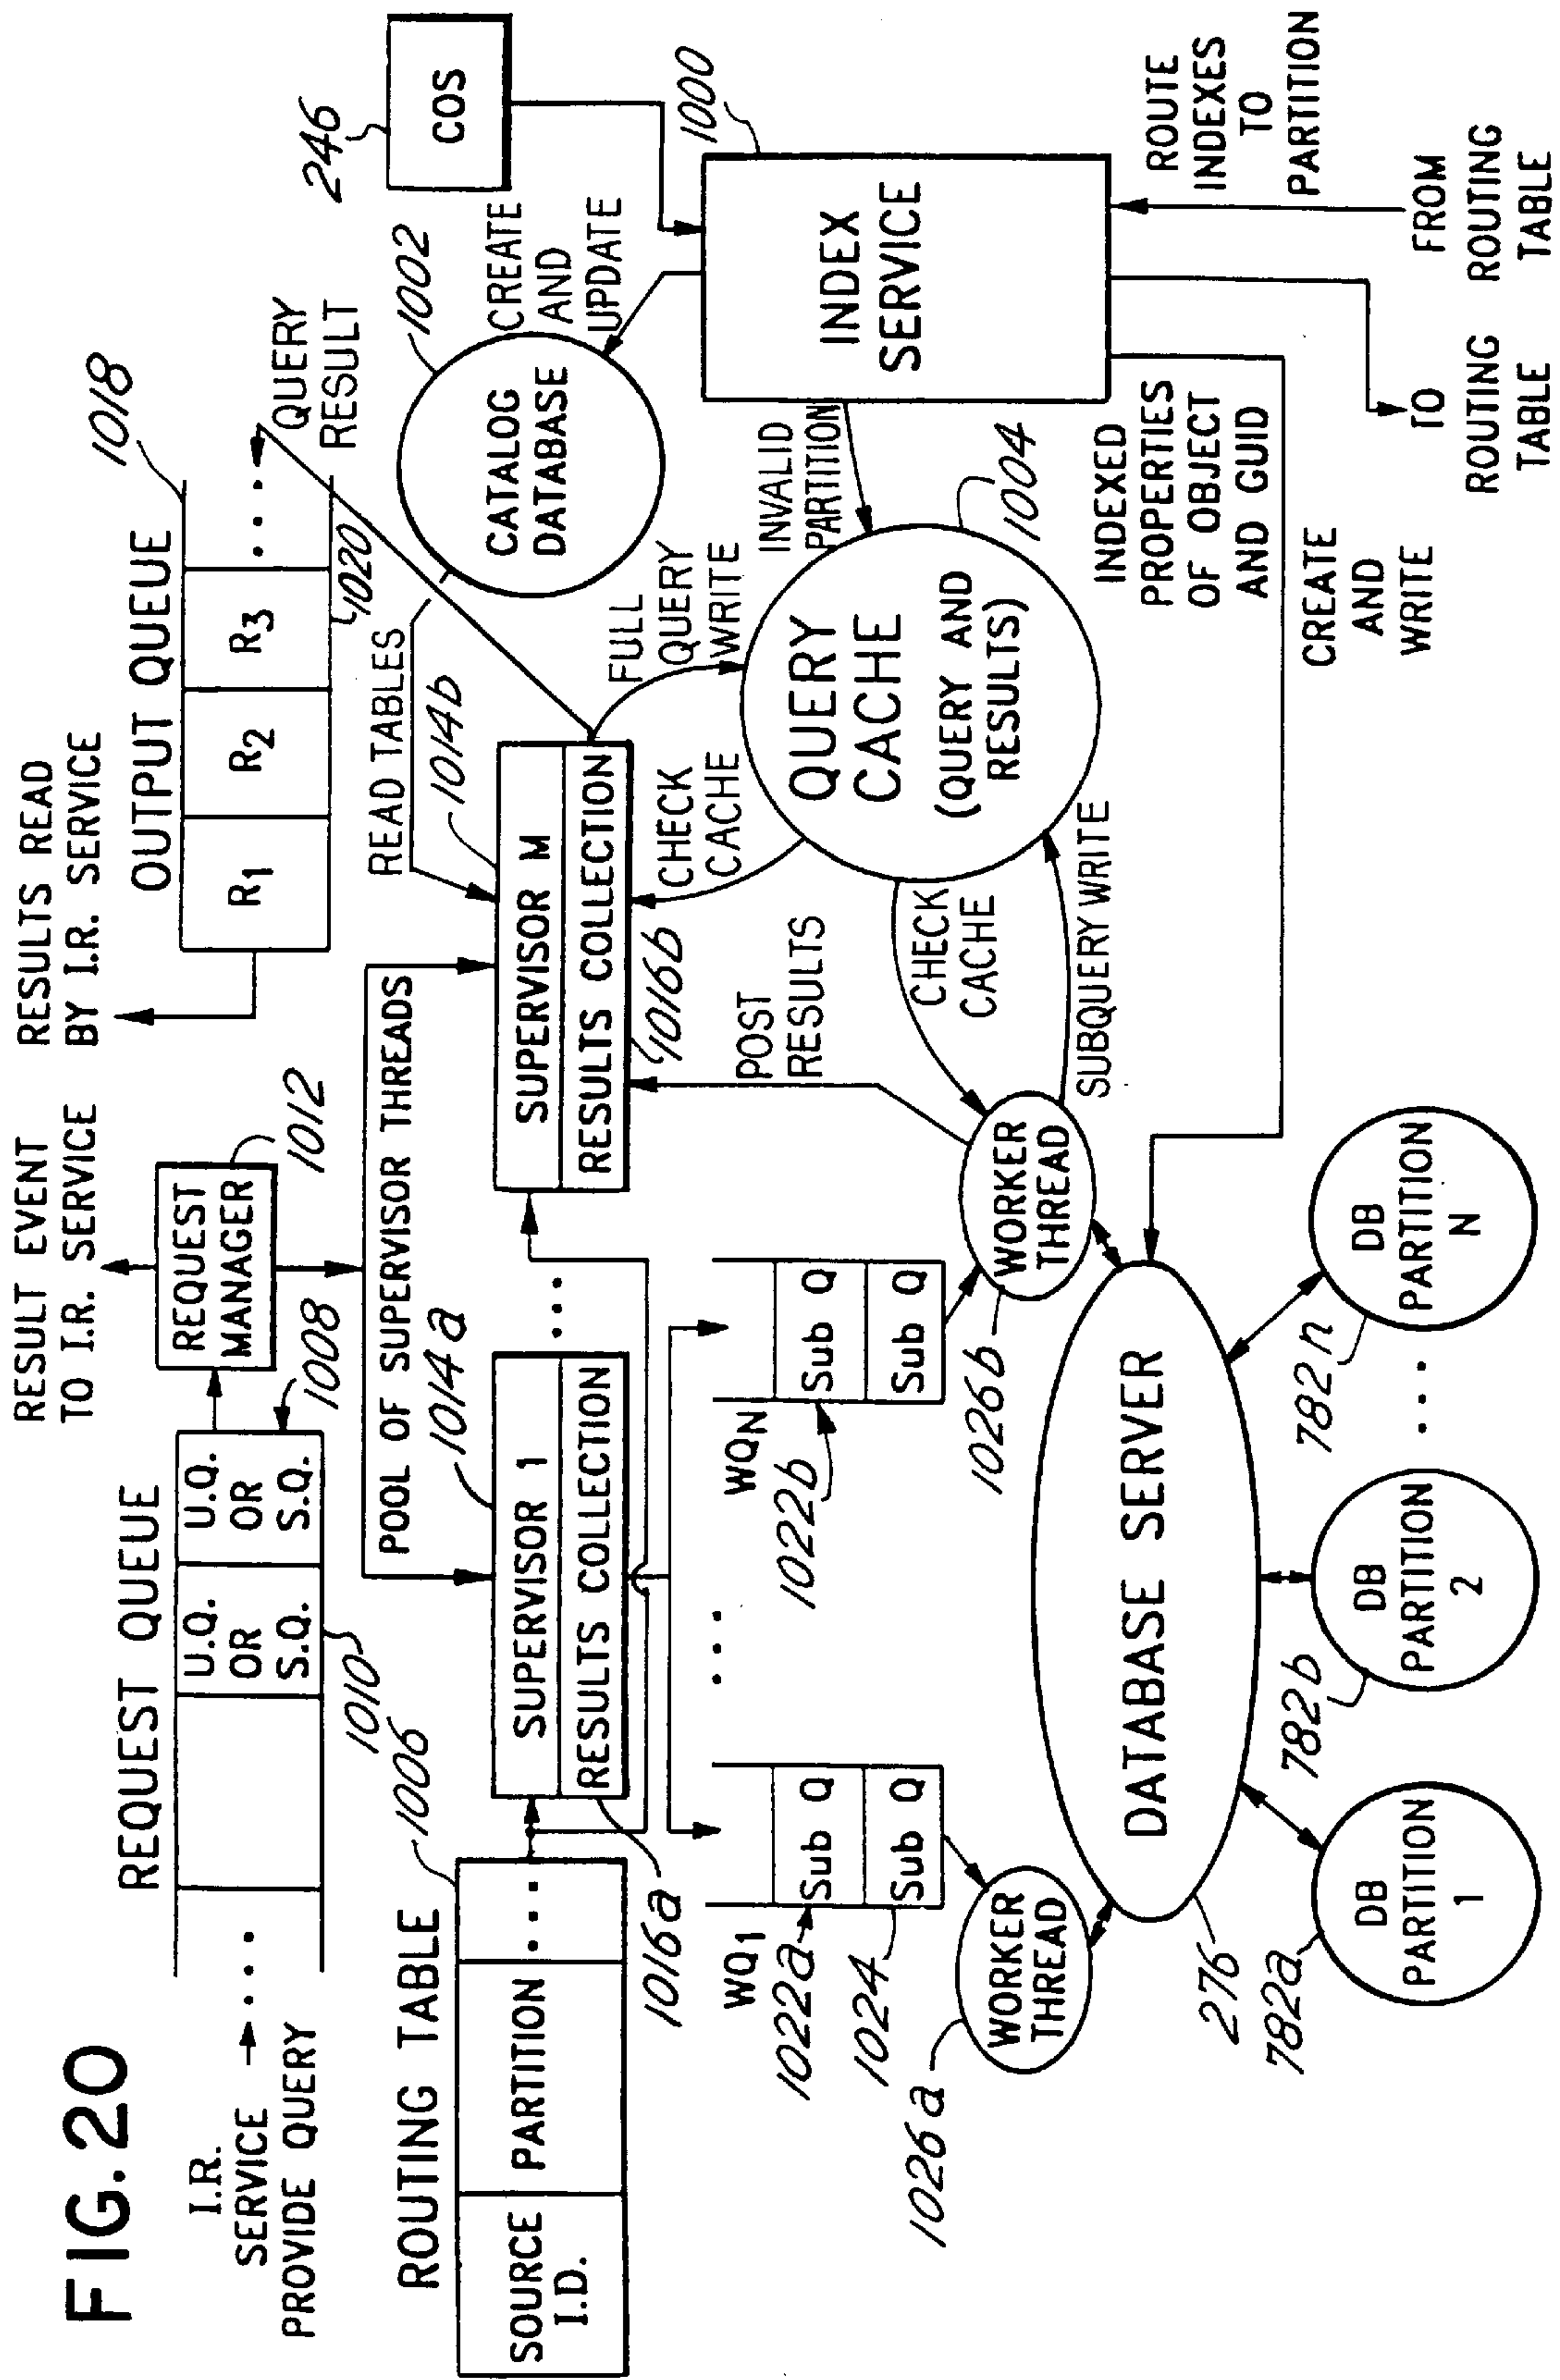 FIG. 20
I.R.
SERVICE
PROVIDE QUERY
REQUEST QUEUE
U.Q.
OR
S.Q.
U.Q.
OR
S.Q.
1008
1010
RESULT EVENT
TO I.R. SERVICE
REQUEST
MANAGER
1012
RESULTS READ
BY I.R. SERVICE
OUTPUT QUEUE
R1
R2
R3
1018
1020
QUERY
RESULT
246
COS
ROUTING TABLE
1006
SOURCE
I.D.
PARTITION
POOL OF SUPERVISOR THREADS
1014a
SUPERVISOR 1
RESULTS COLLECTION
1016a
READ TABLES
1014b
SUPERVISOR M
RESULTS COLLECTION
1016b
CATALOG
DATABASE
1002
CREATE
AND
UPDATE
FULL
QUERY
WRITE
CHECK
CACHE
INVALID
PARTITION
INDEX
SERVICE
1000
QUERY
CACHE
(QUERY AND
RESULTS)
1004
POST
RESULTS
CHECK
CACHE
SUBQUERY WRITE
WQ1
1022a
Sub Q
Sub Q
1024
WQN
1022b
Sub Q
Sub Q
WORKER
THREAD
1026a
WORKER
THREAD
1026b
DATABASE SERVER
276
INDEXED
PROPERTIES
OF OBJECT
AND GUID
CREATE
AND
WRITE
ROUTE
INDEXES
TO
PARTITION
TO
ROUTING
TABLE
FROM
ROUTING
TABLE
782a
DB
PARTITION
1
782b
DB
PARTITION
2
782n
DB
PARTITION
N